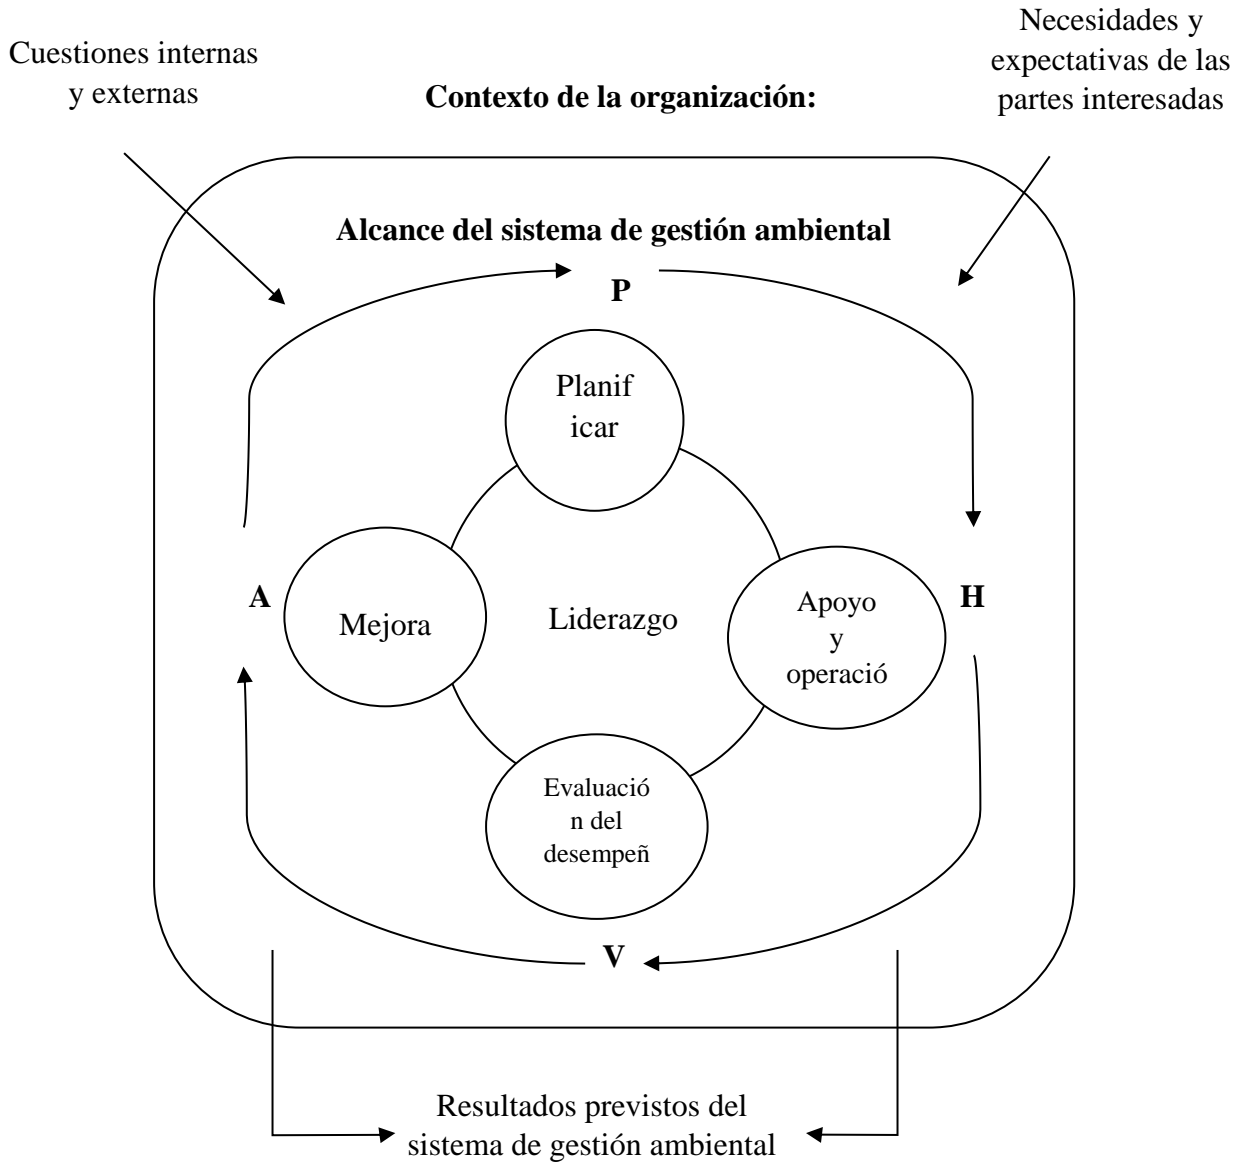 Cuestiones internas
y externas
Necesidades y
expectativas de las
partes interesadas
Contexto de la organización:
Alcance del sistema de gestión ambiental
P
Planif
icar
A
Mejora
Liderazgo
Apoyo
y
operació
H
Evaluació
n del
desempeñ
V
Resultados previstos del
sistema de gestión ambiental